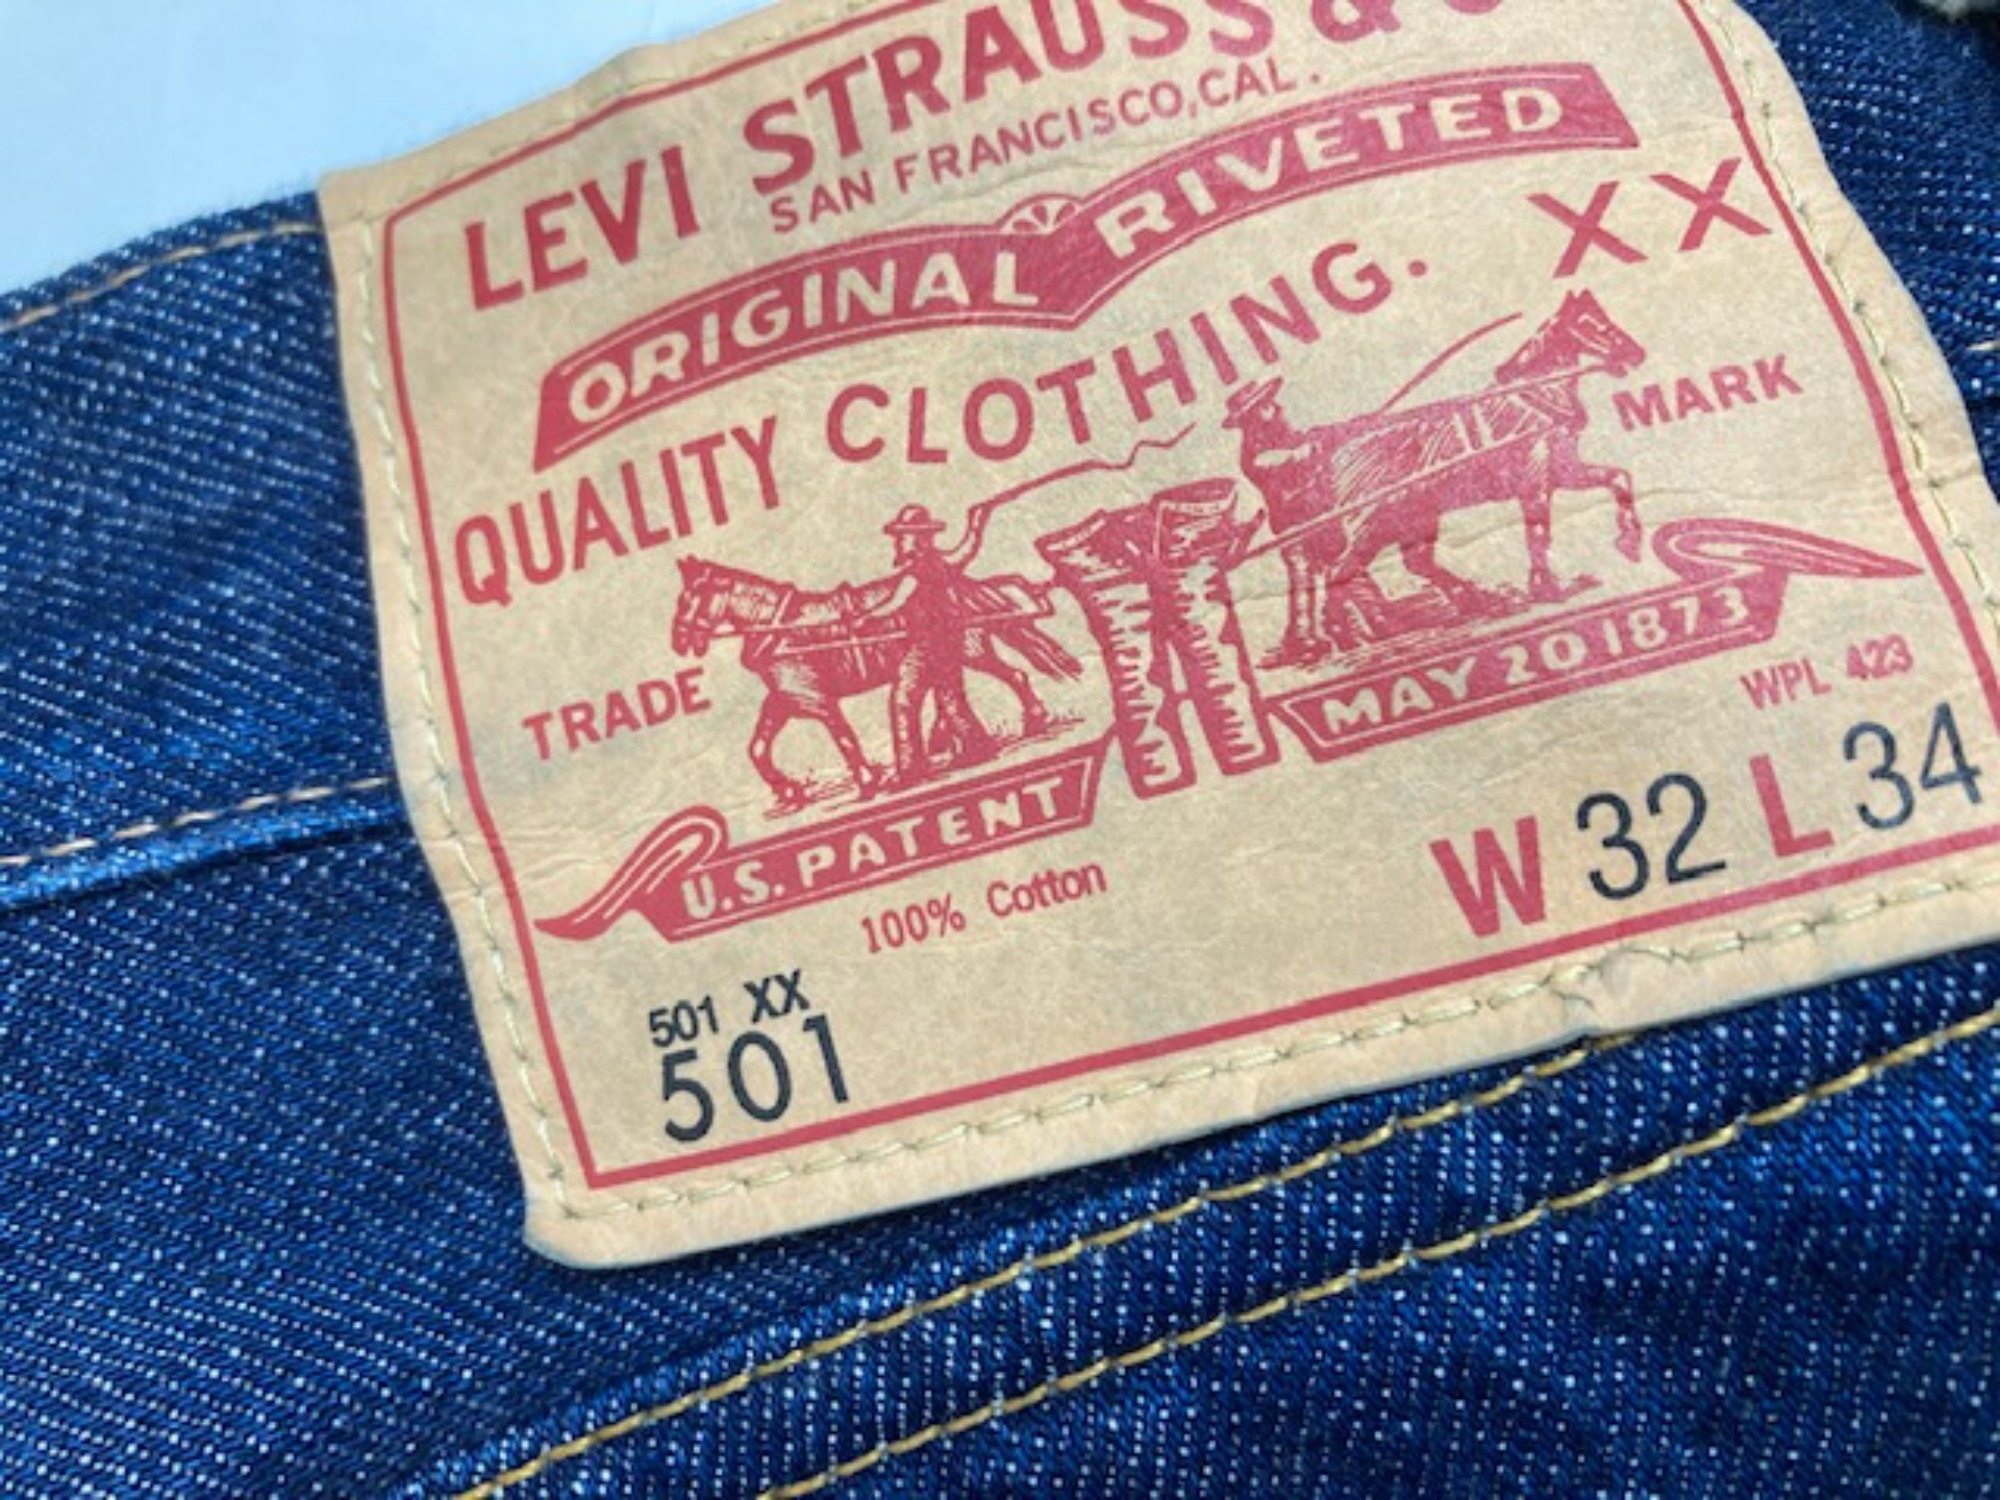 LEVI STRAUSS &
SAN FRANCISCO, CAL.
ORIGINAL RIVETED
QUALITY CLOTHING. XX
TRADE MARK
U.S. PATENT MAY 20 1873
WPL 423
100% Cotton
W 32 L 34
501 XX
501